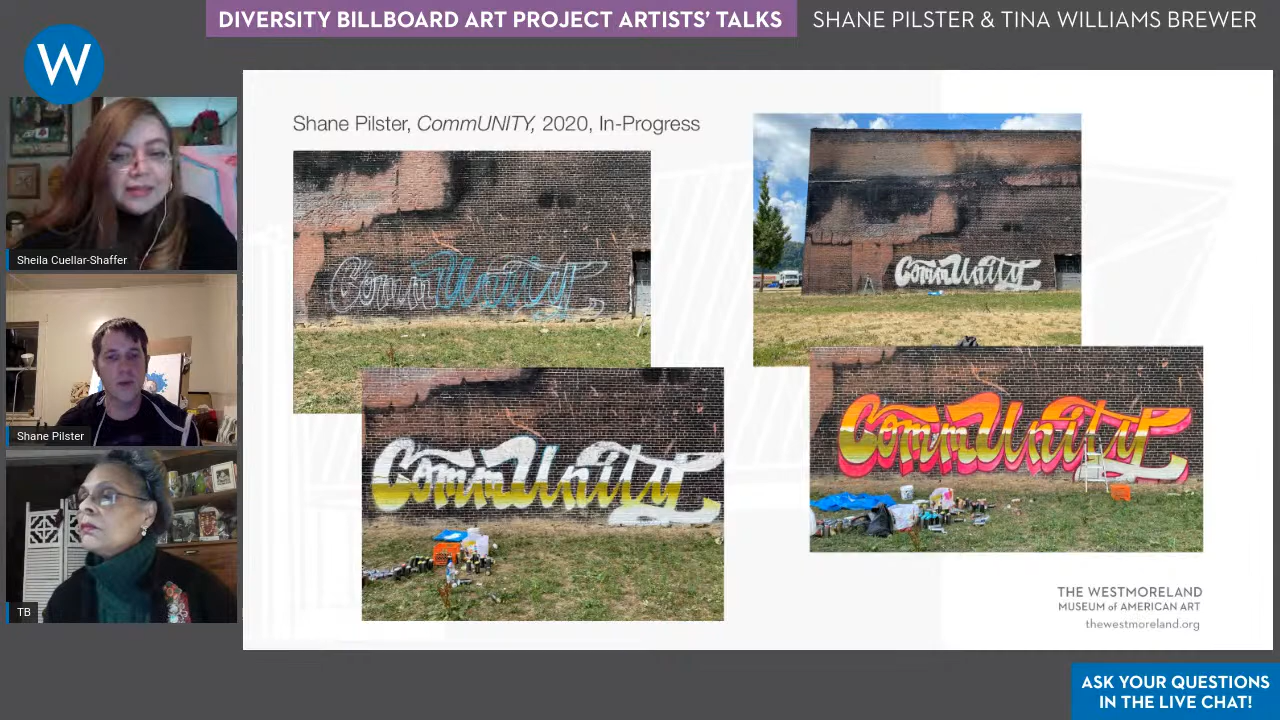 DIVERSITY BILLBOARD ART PROJECT ARTISTS' TALKS
SHANE PILSTER & TINA WILLIAMS BREWER
W
Sheila Cuellar-Shaffer
Shane Pilster
TB
Shane Pilster, CommUNITY, 2020, In-Progress
CommUnity
CommUnity
CommUnity
CommUnity
THE WESTMORELAND
MUSEUM of AMERICAN ART
thewestmoreland.org
ASK YOUR QUESTIONS
IN THE LIVE CHAT!